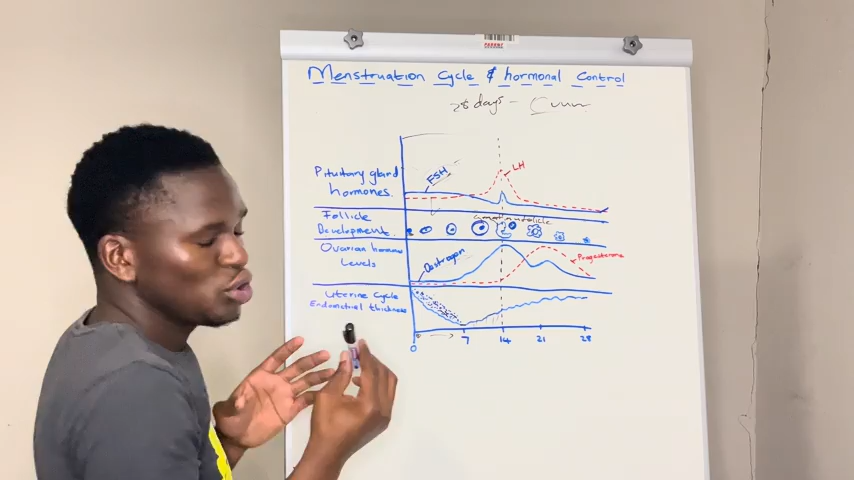 Menstruation Cycle & hormonal Control
28 days -
Pituitary gland
hormones.
FSH
LH
Follicle
Development.
Ovarian hormone
Levels
Oestrogen
Progesterone
Uterine Cycle
Endometrial thickness
0
7
14
21
28